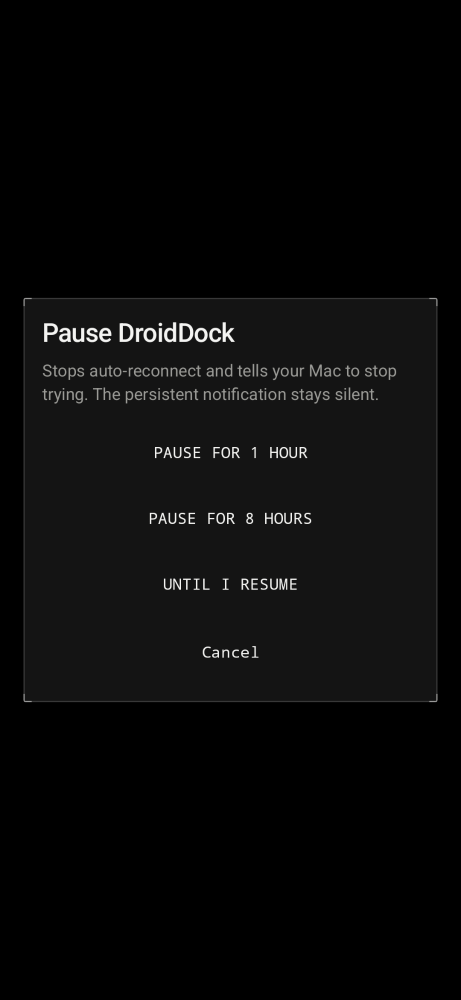 Pause DroidDock
Stops auto-reconnect and tells your Mac to stop
trying. The persistent notification stays silent.
PAUSE FOR 1 HOUR
PAUSE FOR 8 HOURS
UNTIL I RESUME
Cancel